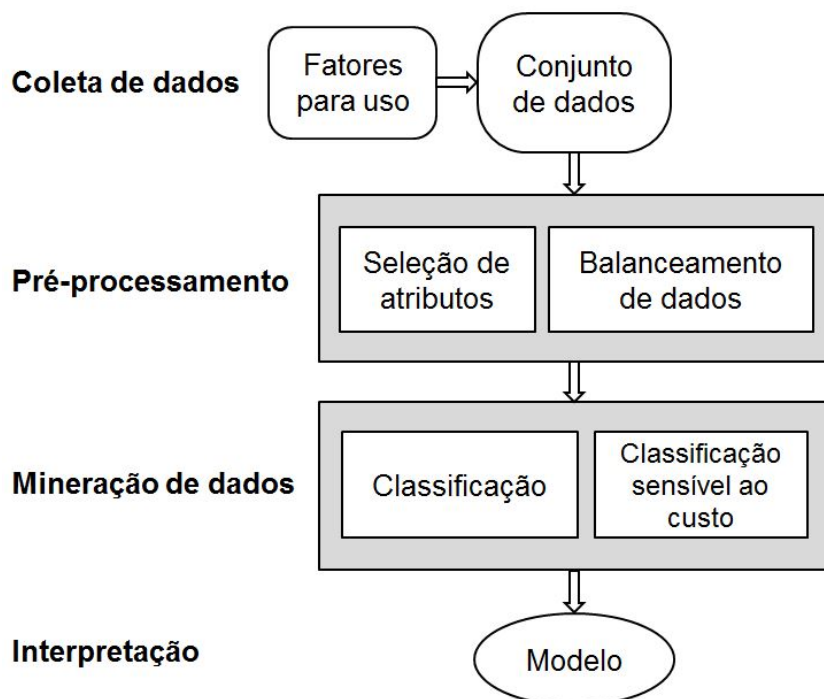 Coleta de dados
Fatores
para uso
Conjunto
de dados
Pré-processamento
Seleção de
atributos
Balanceamento
de dados
Mineração de dados
Classificação
Classificação
sensível ao
custo
Interpretação
Modelo